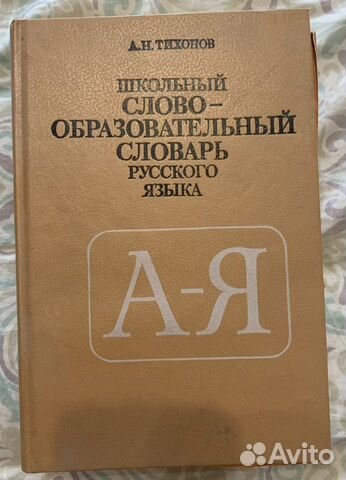 А.Н. ТИХОНОВ
ШКОЛЬНЫЙ
СЛОВО-
ОБРАЗОВАТЕЛЬНЫЙ
СЛОВАРЬ
РУССКОГО
ЯЗЫКА
А-Я
Avito